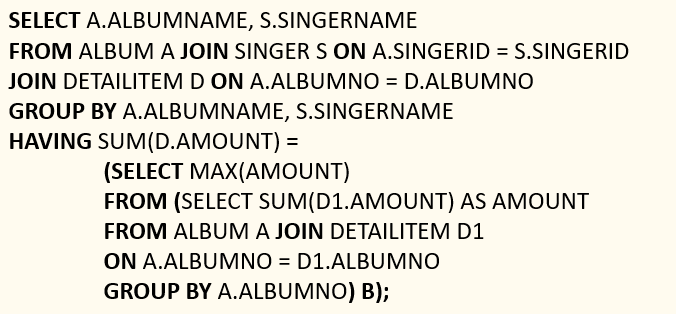 SELECT A.ALBUMNAME, S.SINGERNAME
FROM ALBUM A JOIN SINGER S ON A.SINGERID = S.SINGERID
JOIN DETAILITEM D ON A.ALBUMNO = D.ALBUMNO
GROUP BY A.ALBUMNAME, S.SINGERNAME
HAVING SUM(D.AMOUNT) =
(SELECT MAX(AMOUNT)
FROM (SELECT SUM(D1.AMOUNT) AS AMOUNT
FROM ALBUM A JOIN DETAILITEM D1
ON A.ALBUMNO = D1.ALBUMNO
GROUP BY A.ALBUMNO) B);